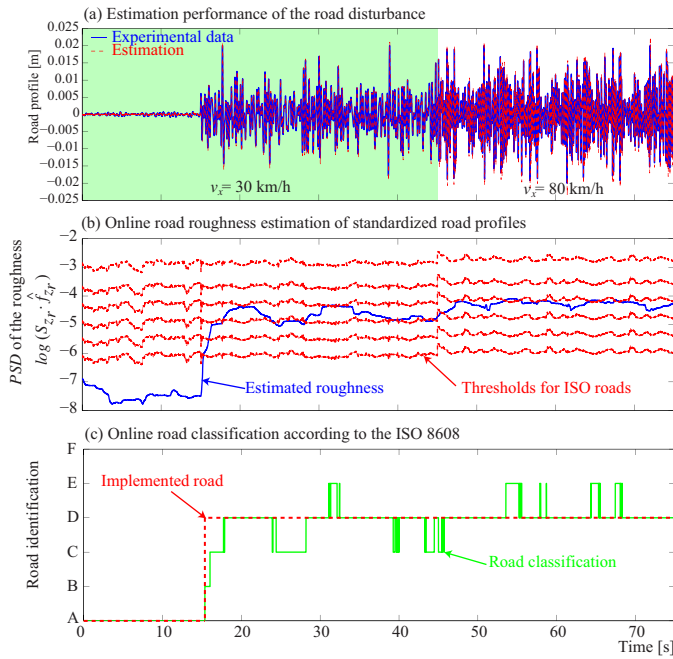 (a) Estimation performance of the road disturbance
0.025
0.02
0.015
0.01
0.005
0
-0.005
-0.01
-0.015
-0.02
-0.025
Road profile [m]
Experimental data
Estimation
vx= 30 km/h
vx= 80 km/h
(b) Online road roughness estimation of standardized road profiles
−2
−3
−4
−5
−6
−7
−8
PSD of the roughness
log (Szr, f̂zr)
Estimated roughness
Thresholds for ISO roads
(c) Online road classification according to the ISO 8608
F
E
D
C
B
A
Road identification
Implemented road
Road classification
0 10 20 30 40 50 60 70
Time [s]